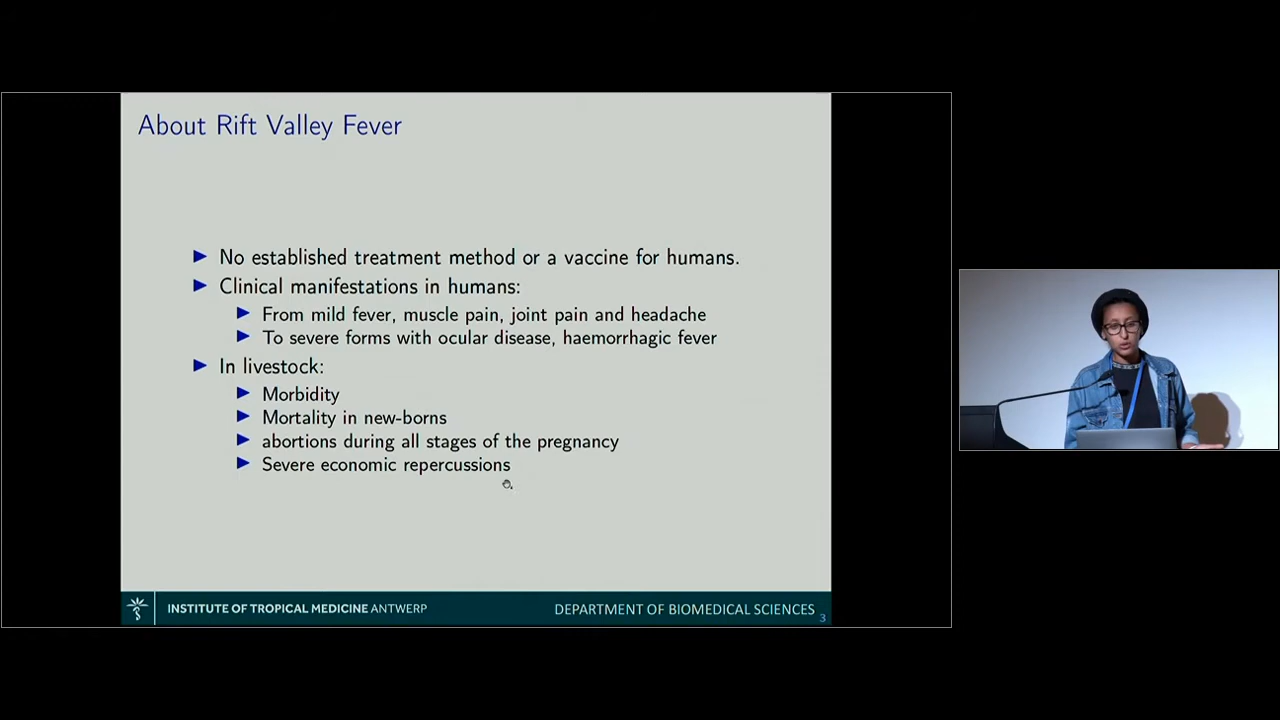 About Rift Valley Fever
No established treatment method or a vaccine for humans.
Clinical manifestations in humans:
From mild fever, muscle pain, joint pain and headache
To severe forms with ocular disease, haemorrhagic fever
In livestock:
Morbidity
Mortality in new-borns
abortions during all stages of the pregnancy
Severe economic repercussions
INSTITUTE OF TROPICAL MEDICINE ANTWERP
DEPARTMENT OF BIOMEDICAL SCIENCES
3